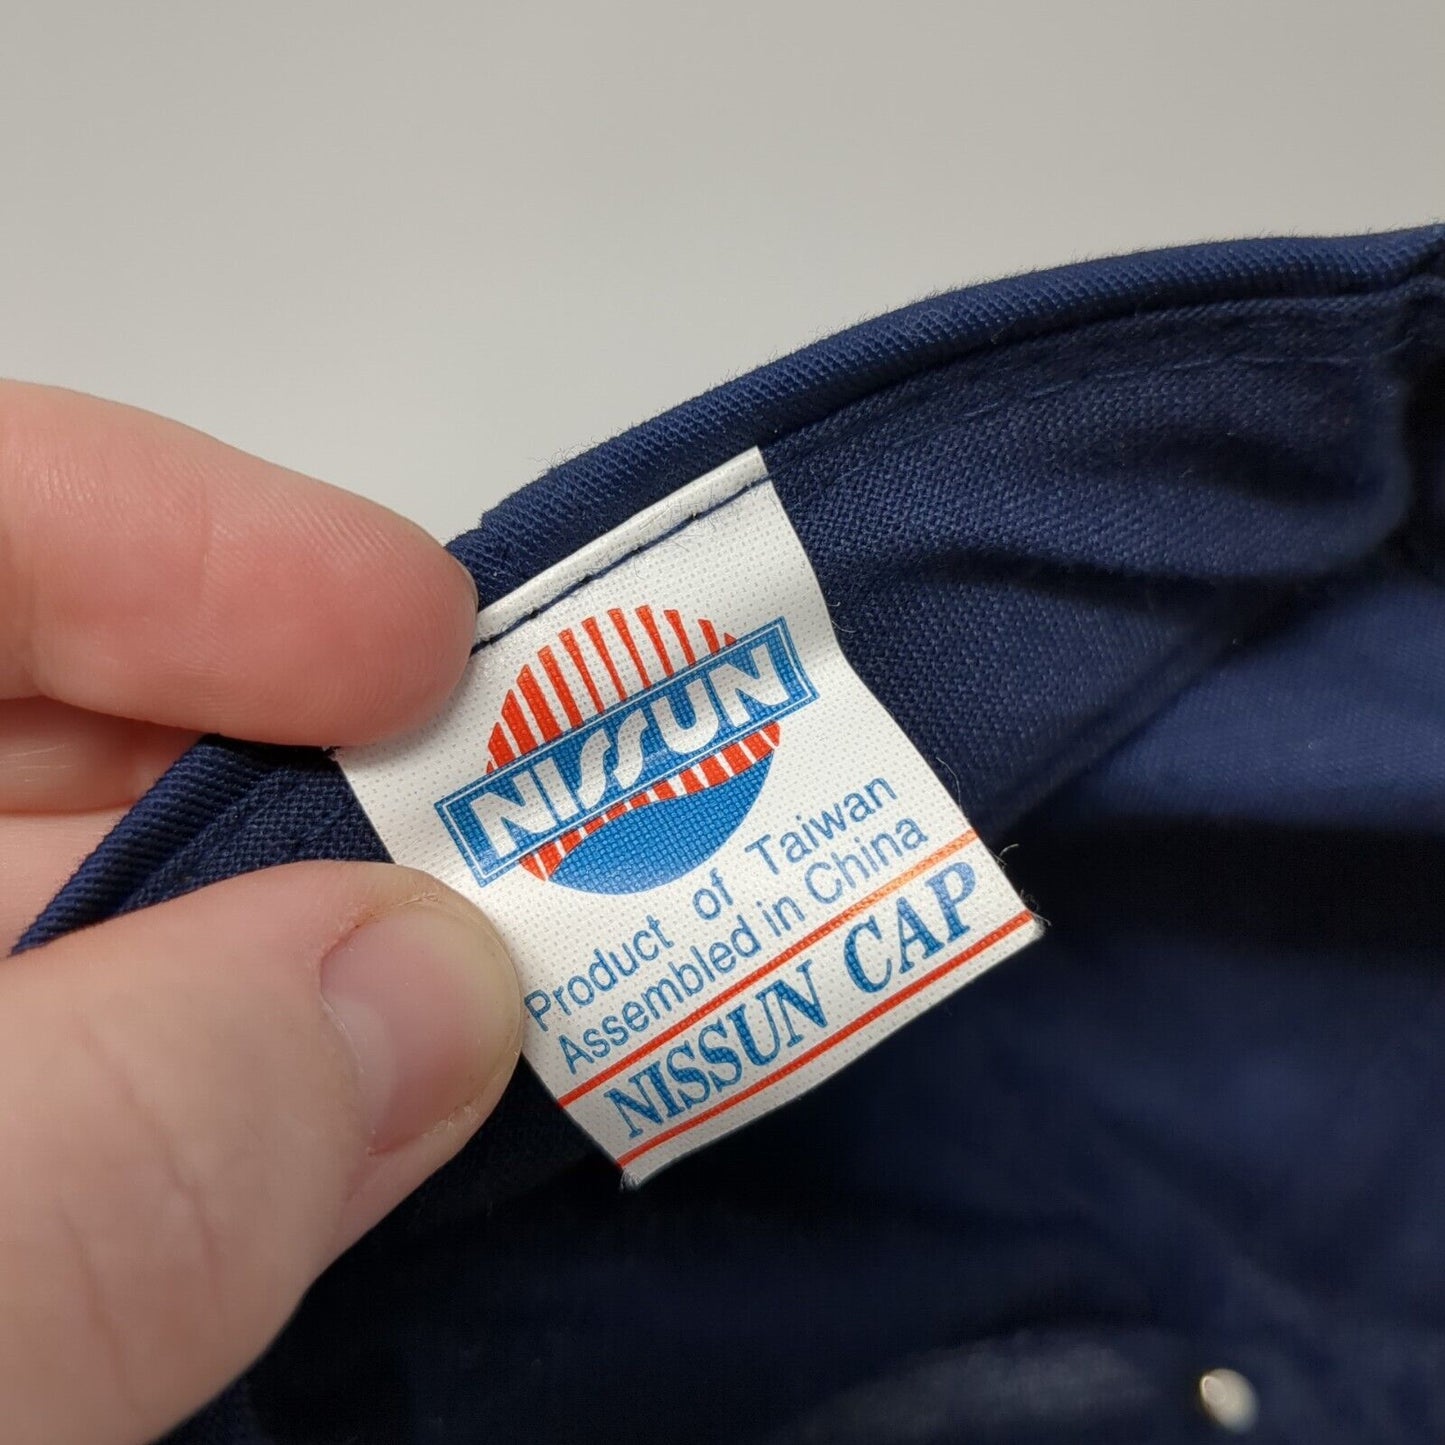 NISSUN
Product of Taiwan
Assembled in China
NISSUN CAP